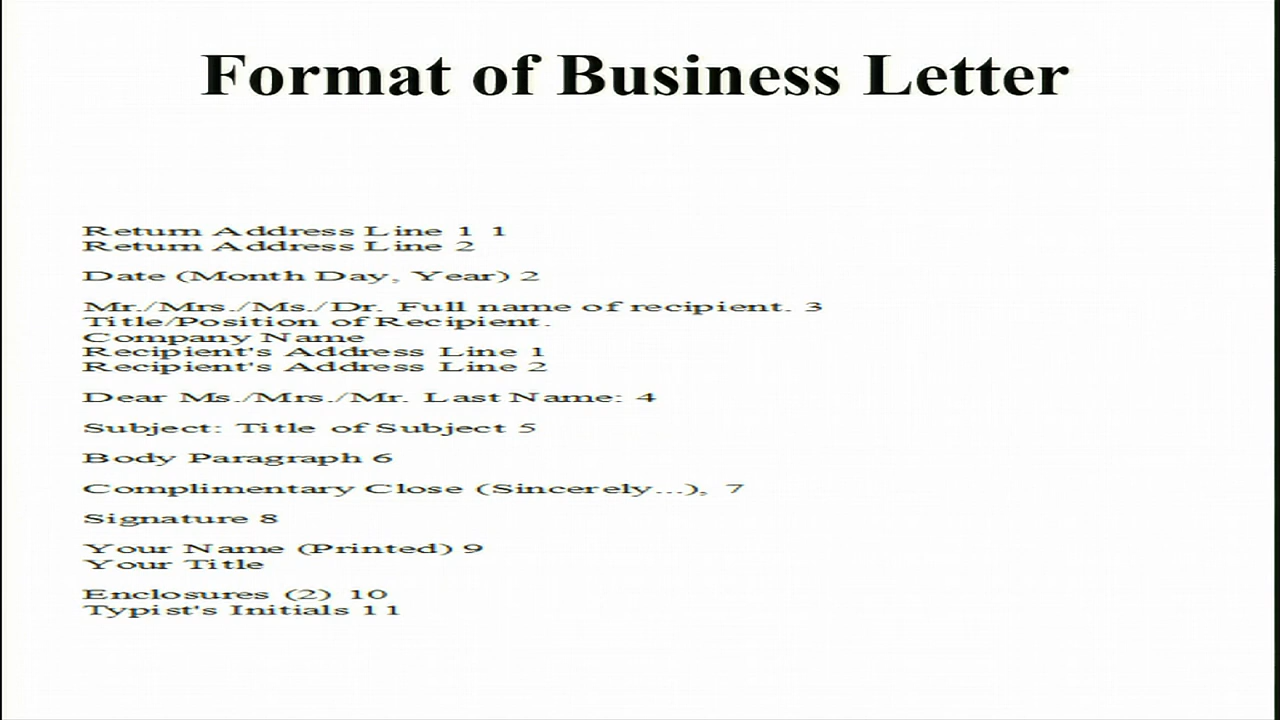 Format of Business Letter
Return Address Line 1 1
Return Address Line 2
Date (Month Day, Year) 2
Mr./Mrs./Ms./Dr. Full name of recipient. 3
Title/Position of Recipient.
Company Name
Recipient's Address Line 1
Recipient's Address Line 2
Dear Ms./Mrs./Mr. Last Name: 4
Subject: Title of Subject 5
Body Paragraph 6
Complimentary Close (Sincerely...), 7
Signature 8
Your Name (Printed) 9
Your Title
Enclosures (2) 10
Typist's Initials 11